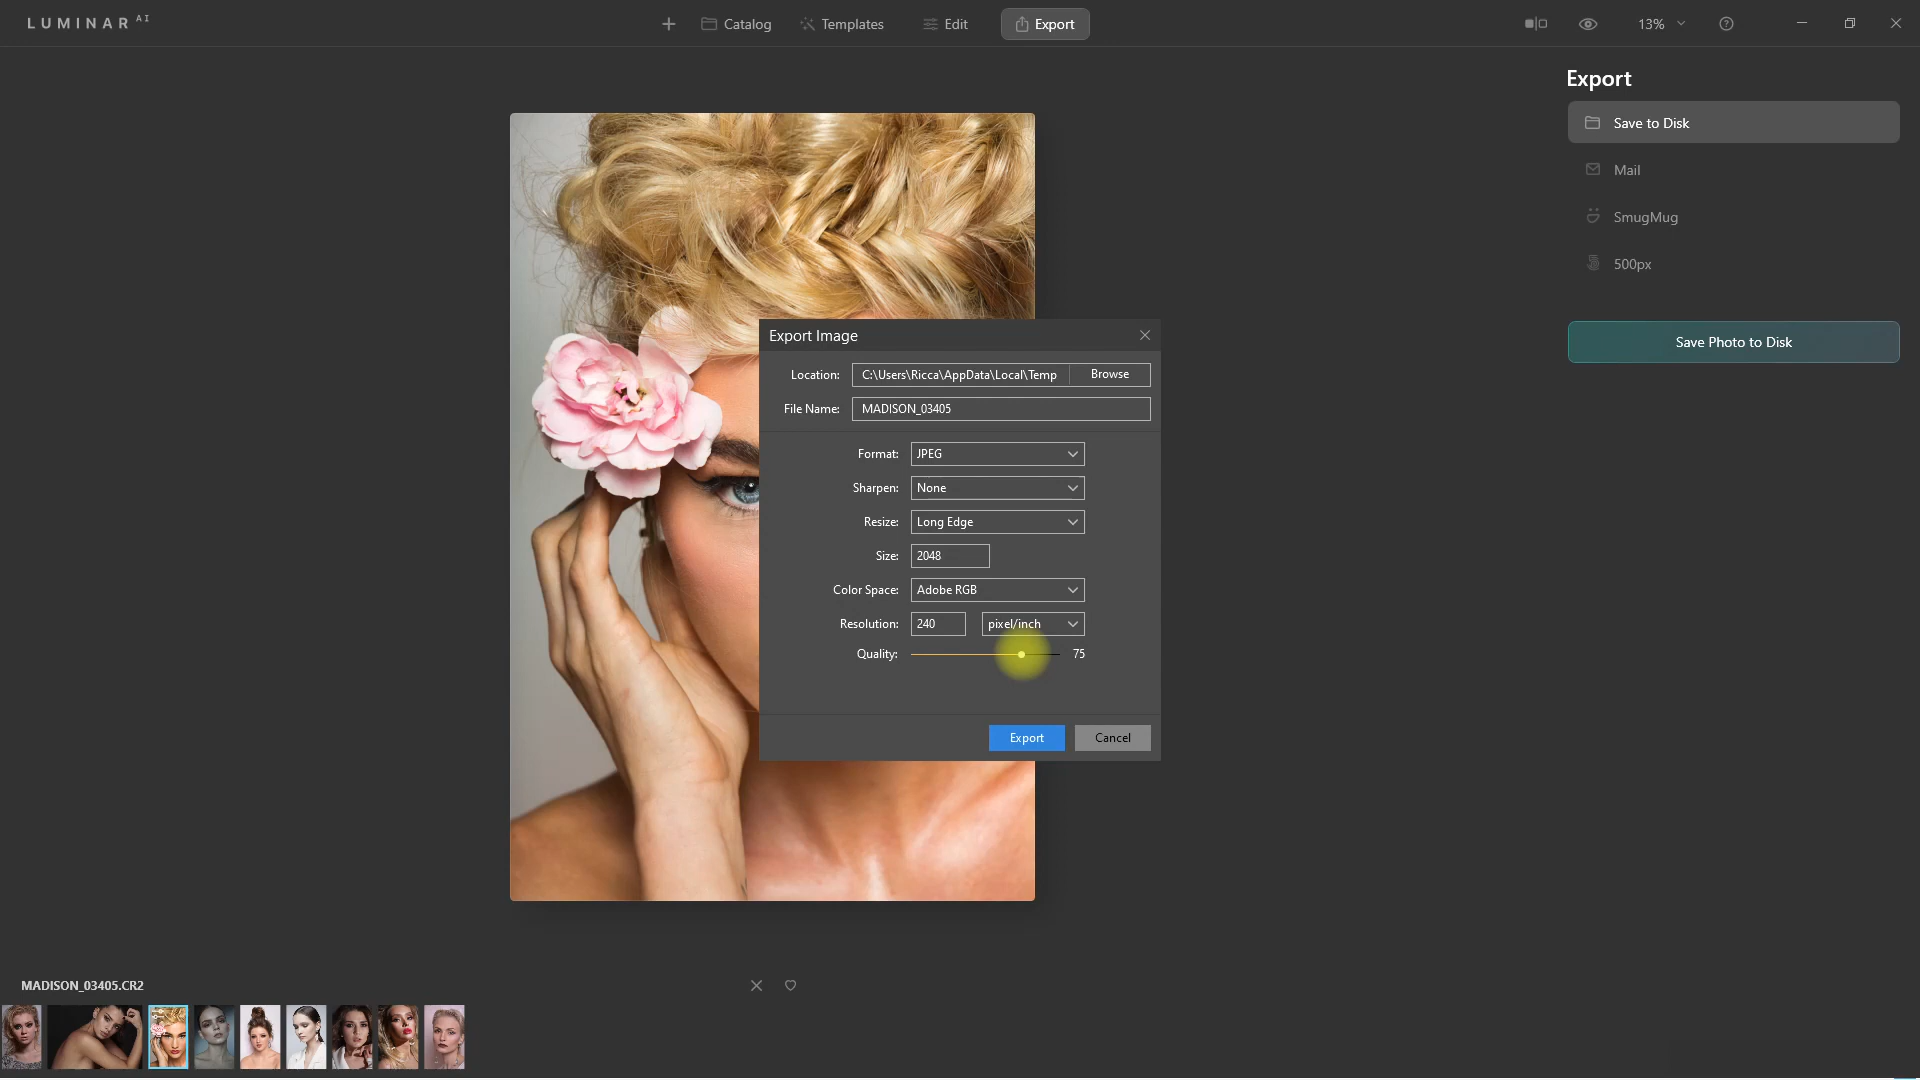 LUMINAR AI
Catalog
Templates
Edit
Export
13%
Export
Save to Disk
Mail
SmugMug
500px
Save Photo to Disk
Export Image
Location: C:\Users\Ricca\AppData\Local\Temp Browse
File Name: MADISON_03405
Format: JPEG
Sharpen: None
Resize: Long Edge
Size: 2048
Color Space: Adobe RGB
Resolution: 240 pixel/inch
Quality: 75
Export Cancel
MADISON_03405.CR2